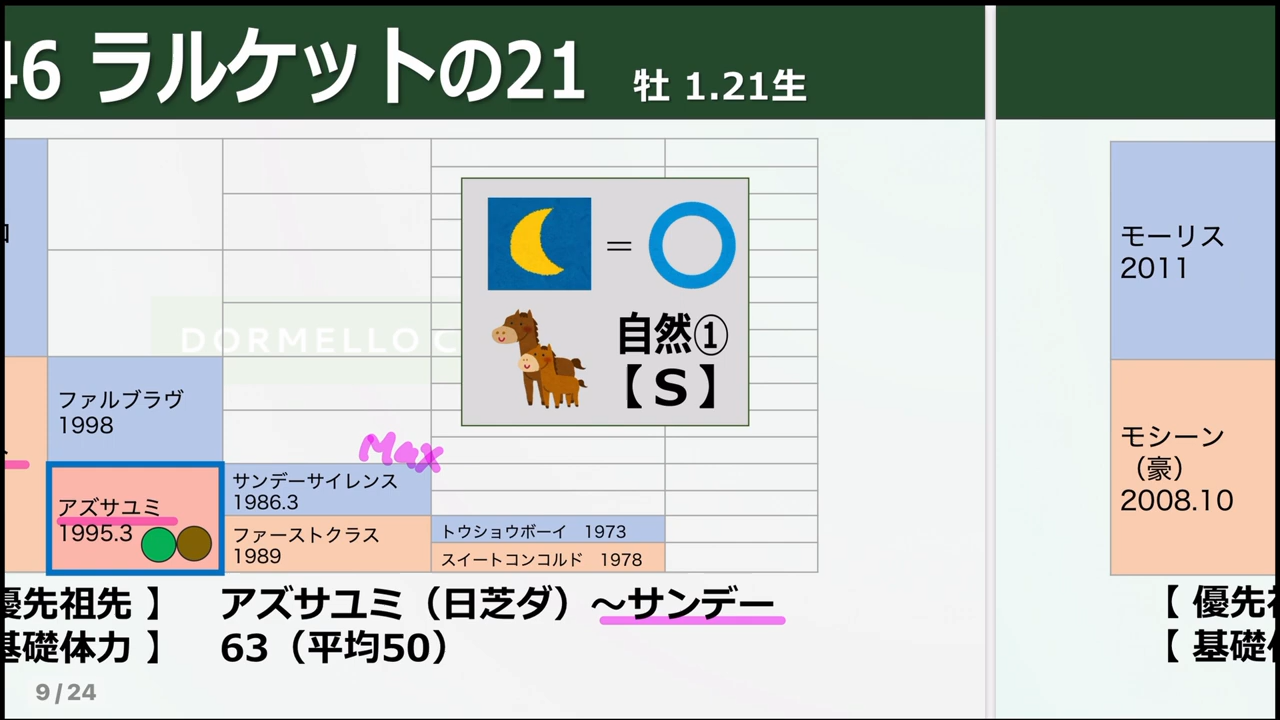 46 ラルケットの21 牡 1.21生
DORMELLO C
=
自然①
【S】
ファルブラヴ
1998
Max
アズサユミ
1995.3
サンデーサイレンス
1986.3
ファーストクラス
1989
トウショウボーイ 1973
スイートコンコルド 1978
優先祖先 】 アズサユミ（日芝ダ）～サンデー
基礎体力 】 63（平均50）
9 / 24
モーリス
2011
モシーン
（豪）
2008.10
【 優先祖
【 基礎体